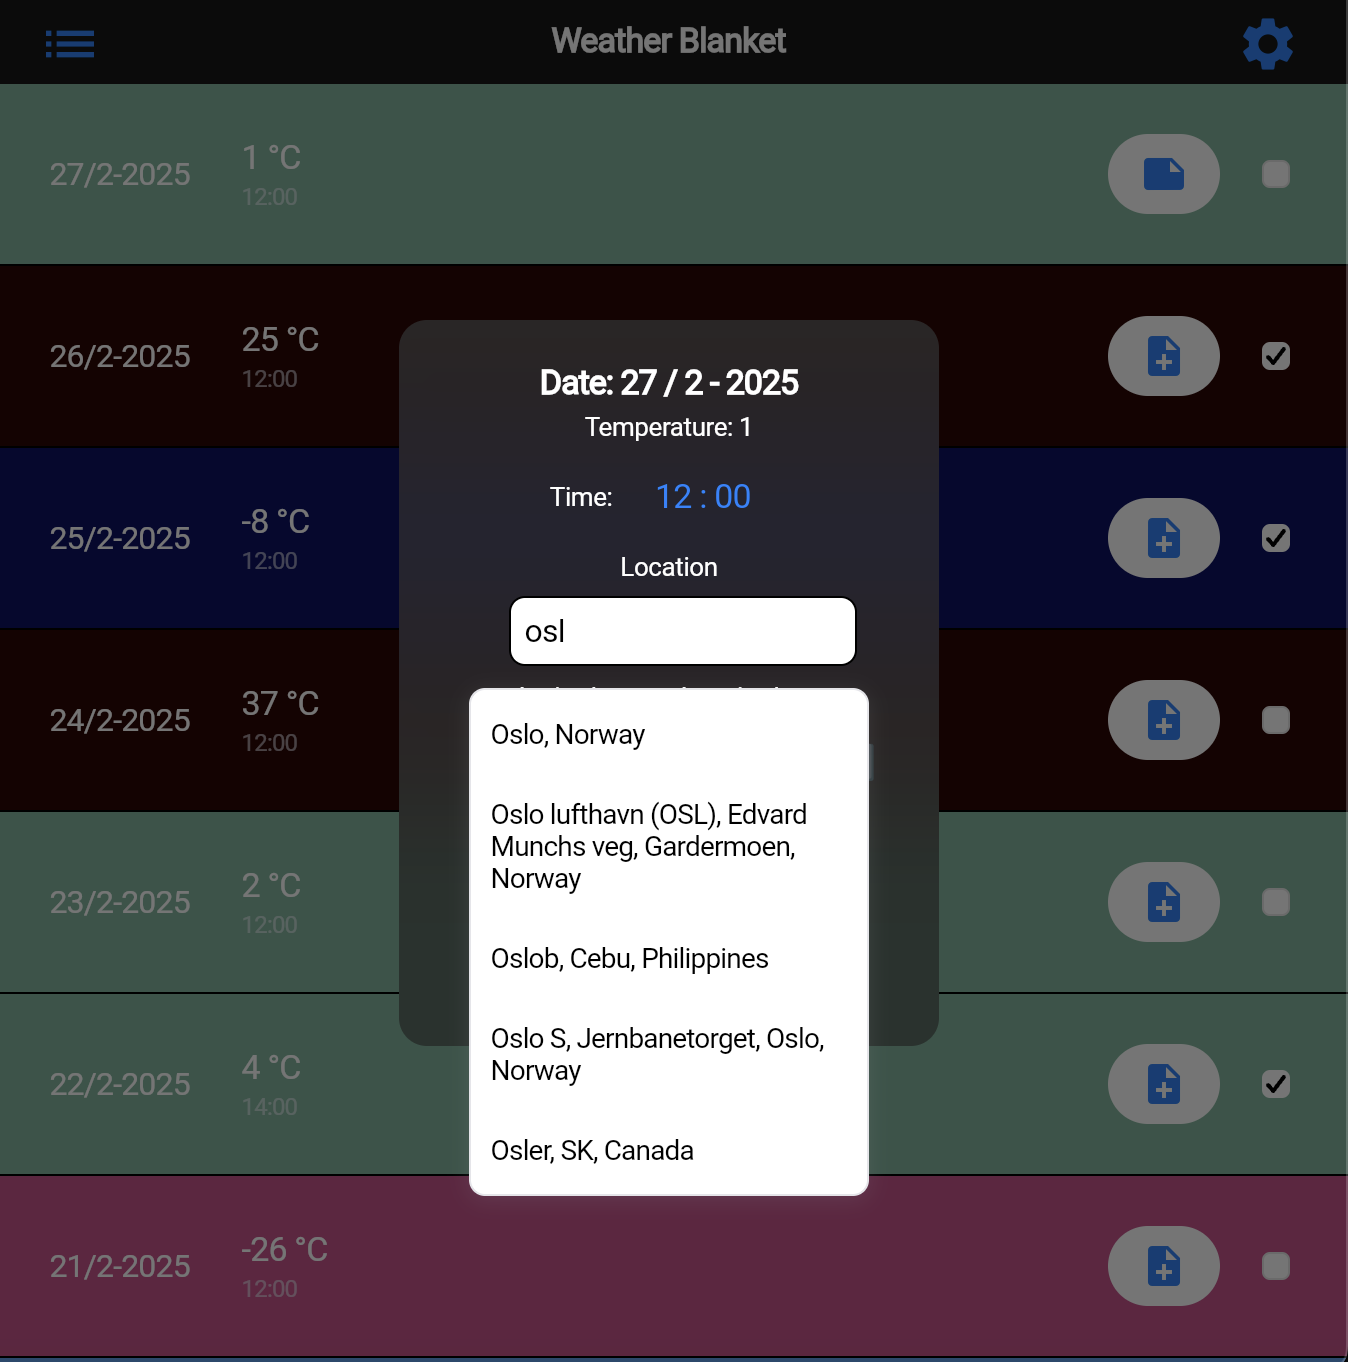 Weather Blanket
27/2-2025
1 °C
12:00
26/2-2025
25 °C
12:00
25/2-2025
-8 °C
12:00
24/2-2025
37 °C
12:00
23/2-2025
2 °C
12:00
22/2-2025
4 °C
14:00
21/2-2025
-26 °C
12:00
Date: 27 / 2 - 2025
Temperature: 1
Time: 12 : 00
Location
osl
Oslo, Norway
Oslo lufthavn (OSL), Edvard
Munchs veg, Gardermoen,
Norway
Oslob, Cebu, Philippines
Oslo S, Jernbanetorget, Oslo,
Norway
Osler, SK, Canada